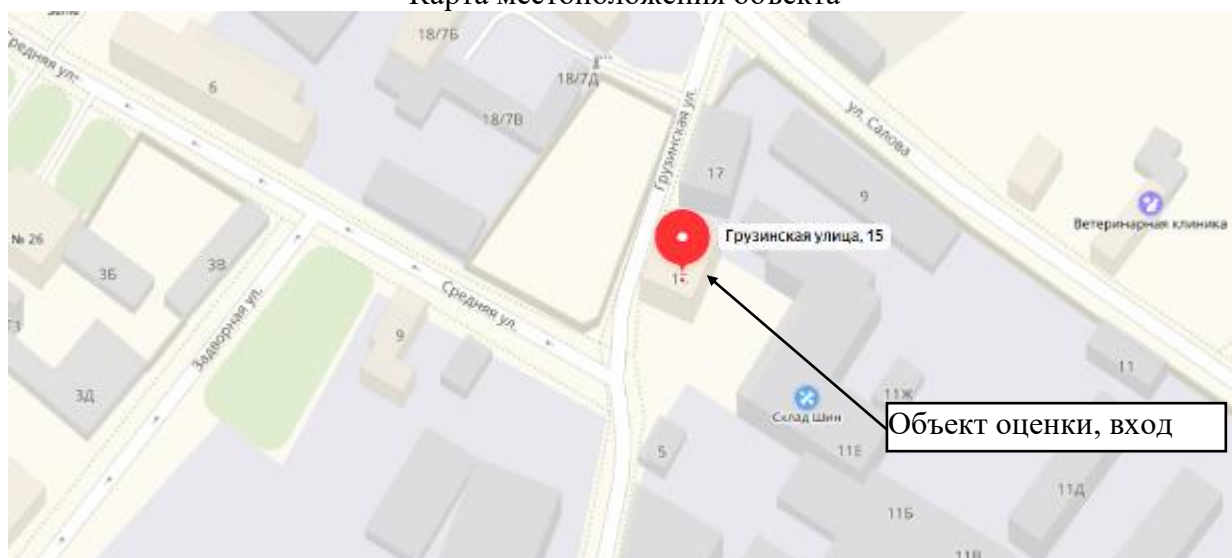 Карта местоположения объекта
18/7Б
Средняя ул.
6
18/7Д
18/7В
Грузинская ул.
ул. Салова
17
9
Ветеринарная клиника
№ 26
3Б
3В
Грузинская улица, 15
Средняя ул.
Задворная ул.
9
3Д
11
11Ж
Склад Шин
Объект оценки, вход
5
11Е
11Д
11Б
11В